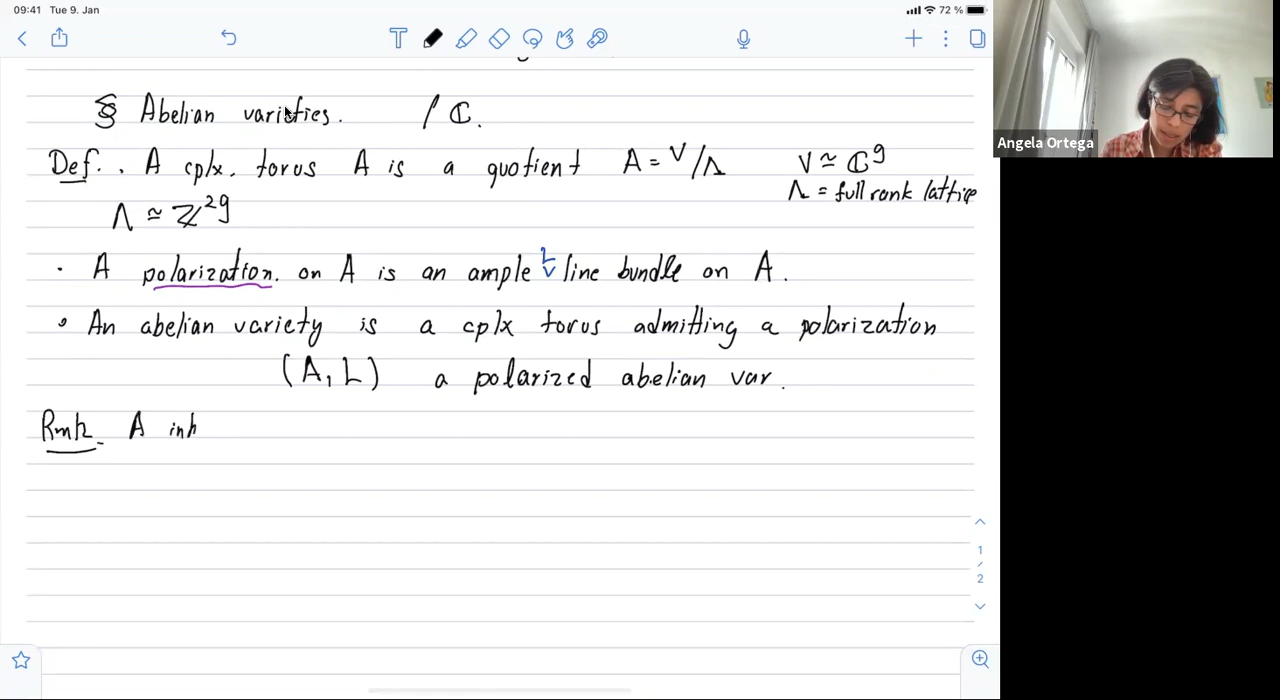 09:41 Tue 9. Jan
72 %
§ Abelian varieties. / ℂ.
Def. . A cplx. torus A is a quotient A = V/Λ V ≃ ℂ^g
Λ = full rank lattice
Λ ≃ ℤ^2g
· A polarization. on A is an ample L line bundle on A.
• An abelian variety is a cplx torus admitting a polarization
(A, L) a polarized abelian var.
Rmk. A inh
1
/
2
Angela Ortega